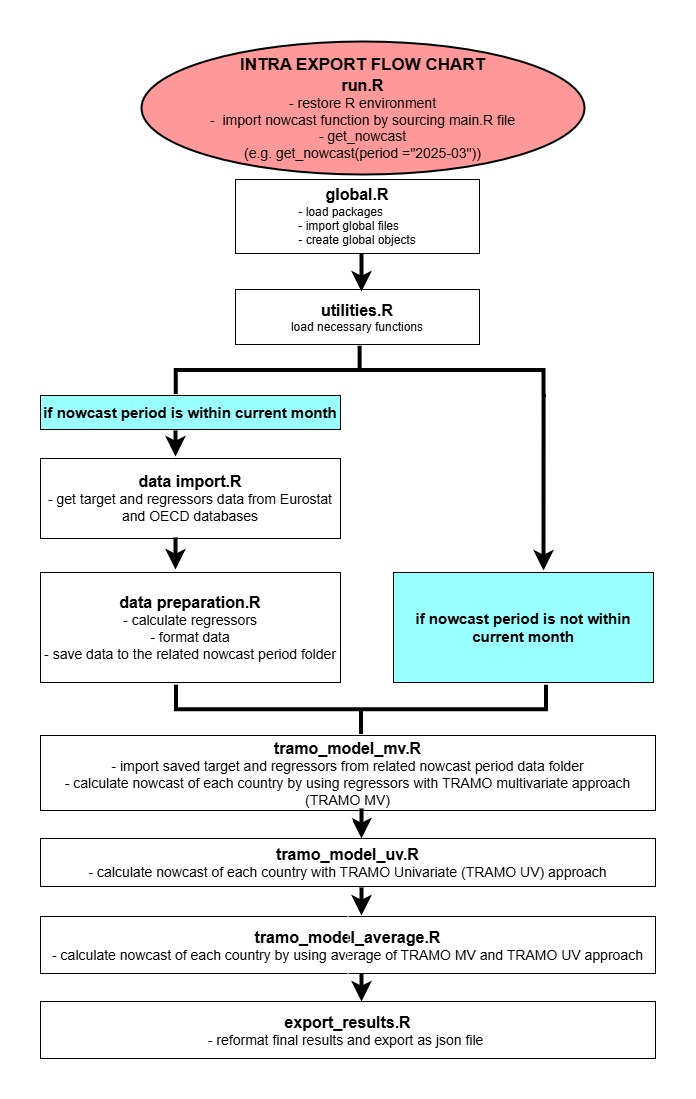 INTRA EXPORT FLOW CHART
run.R
- restore R environment
- import nowcast function by sourcing main.R file
- get_nowcast
(e.g. get_nowcast(period ="2025-03"))
global.R
- load packages
- import global files
- create global objects
utilities.R
load necessary functions
if nowcast period is within current month
data import.R
- get target and regressors data from Eurostat
and OECD databases
data preparation.R
- calculate regressors
- format data
- save data to the related nowcast period folder
if nowcast period is not within
current month
tramo_model_mv.R
- import saved target and regressors from related nowcast period data folder
- calculate nowcast of each country by using regressors with TRAMO multivariate approach
(TRAMO MV)
tramo_model_uv.R
- calculate nowcast of each country with TRAMO Univariate (TRAMO UV) approach
tramo_model_average.R
- calculate nowcast of each country by using average of TRAMO MV and TRAMO UV approach
export_results.R
- reformat final results and export as json file